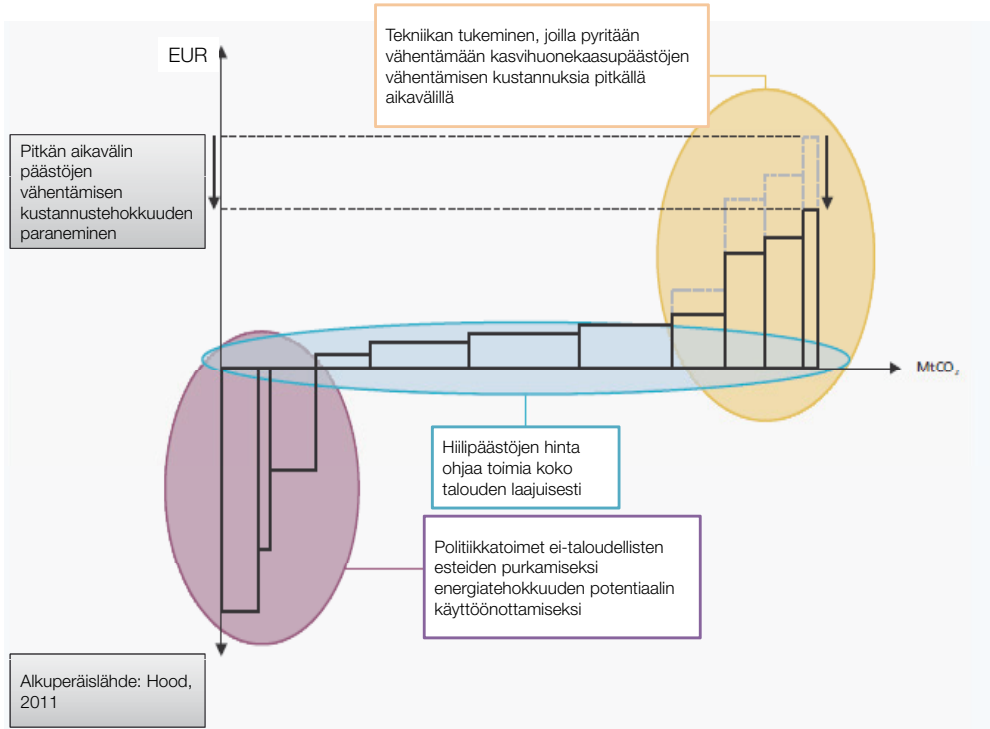 Tekniikan tukeminen, joilla pyritään
vähentämään kasvihuonekaasupäästöjen
vähentämisen kustannuksia pitkällä
aikavälillä
EUR
Pitkän aikavälin
päästöjen
vähentämisen
kustannustehokkuuden
paraneminen
MtCO₂
Hiilipäästöjen hinta
ohjaa toimia koko
talouden laajuisesti
Politiikkatoimet ei-taloudellisten
esteiden purkamiseksi
energiatehokkuuden potentiaalin
käyttöönottamiseksi
Alkuperäislähde: Hood,
2011